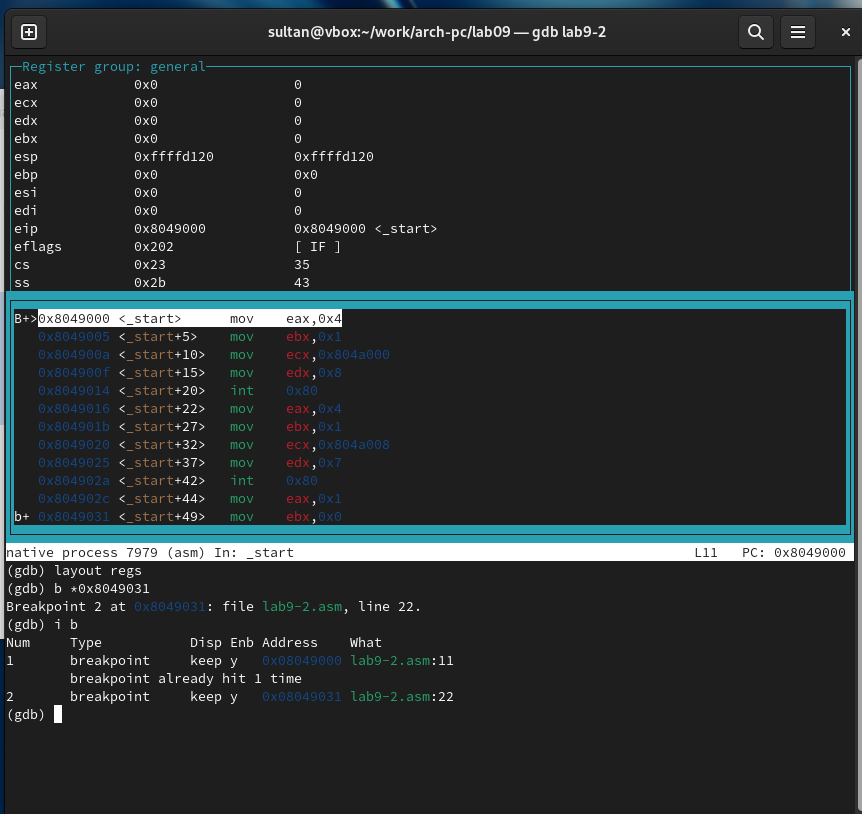 sultan@vbox:~/work/arch-pc/lab09 — gdb lab9-2
Register group: general
eax 0x0 0
ecx 0x0 0
edx 0x0 0
ebx 0x0 0
esp 0xffffd120 0xffffd120
ebp 0x0 0x0
esi 0x0 0
edi 0x0 0
eip 0x8049000 0x8049000 <_start>
eflags 0x202 [ IF ]
cs 0x23 35
ss 0x2b 43
B+>0x8049000 <_start> mov eax,0x4
0x8049005 <_start+5> mov ebx,0x1
0x804900a <_start+10> mov ecx,0x804a000
0x804900f <_start+15> mov edx,0x8
0x8049014 <_start+20> int 0x80
0x8049016 <_start+22> mov eax,0x4
0x804901b <_start+27> mov ebx,0x1
0x8049020 <_start+32> mov ecx,0x804a008
0x8049025 <_start+37> mov edx,0x7
0x804902a <_start+42> int 0x80
0x804902c <_start+44> mov eax,0x1
b+ 0x8049031 <_start+49> mov ebx,0x0
native process 7979 (asm) In: _start L11 PC: 0x8049000
(gdb) layout regs
(gdb) b *0x8049031
Breakpoint 2 at 0x8049031: file lab9-2.asm, line 22.
(gdb) i b
Num Type Disp Enb Address What
1 breakpoint keep y 0x08049000 lab9-2.asm:11
breakpoint already hit 1 time
2 breakpoint keep y 0x08049031 lab9-2.asm:22
(gdb)